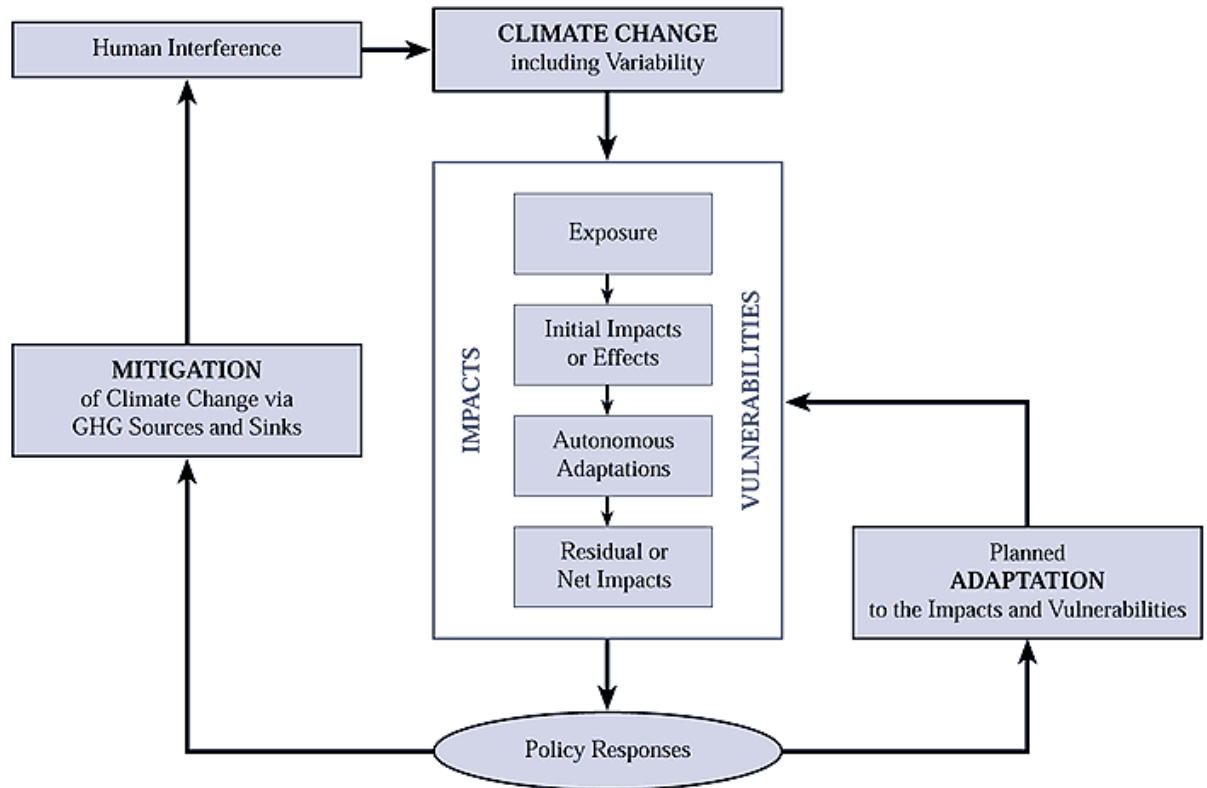 Human Interference
CLIMATE CHANGE
including Variability
Exposure
Initial Impacts
or Effects
IMPACTS
VULNERABILITIES
MITIGATION
of Climate Change via
GHG Sources and Sinks
Autonomous
Adaptations
Residual or
Net Impacts
Planned
ADAPTATION
to the Impacts and Vulnerabilities
Policy Responses